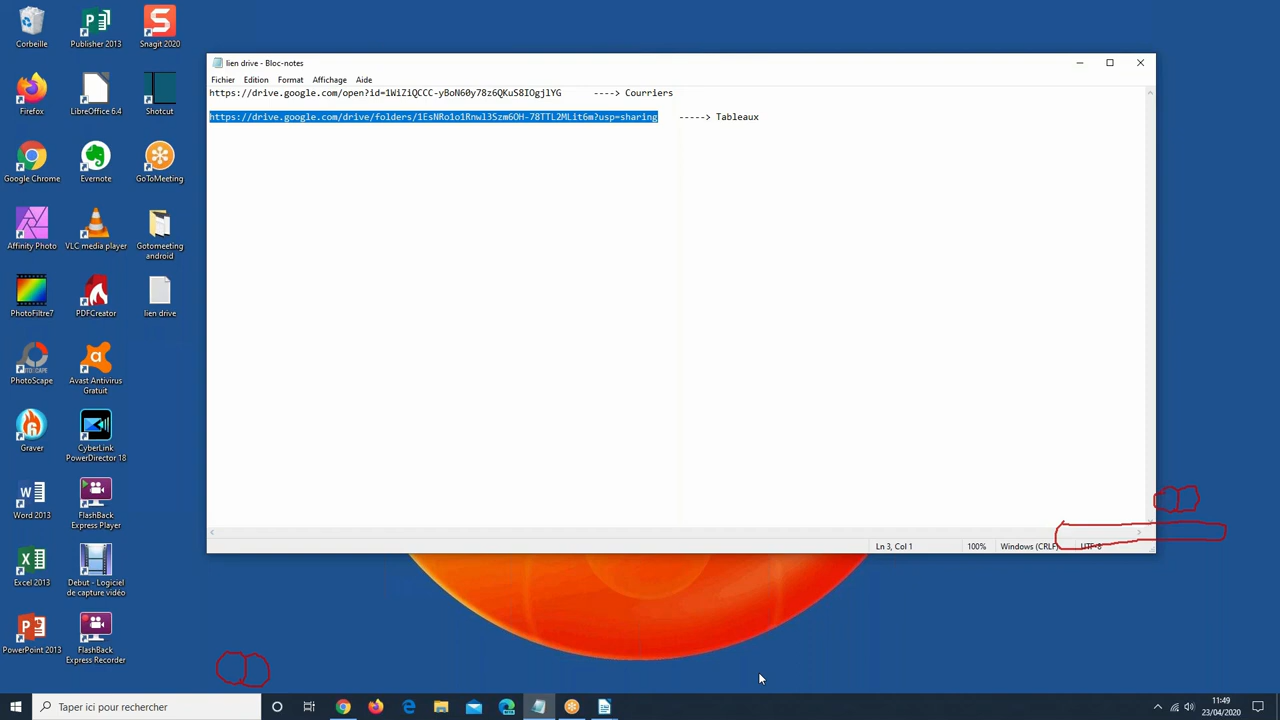 Corbeille
Publisher 2013
Snagit 2020
Firefox
LibreOffice 6.4
Shotcut
Google Chrome
Evernote
GoToMeeting
Affinity Photo
VLC media player
Gotomeeting android
PhotoFiltre7
PDFCreator
lien drive
PhotoScape
Avast Antivirus Gratuit
Graver
CyberLink PowerDirector 18
Word 2013
FlashBack Express Player
Excel 2013
Debut - Logiciel de capture vidéo
PowerPoint 2013
FlashBack Express Recorder
lien drive - Bloc-notes
Fichier Edition Format Affichage Aide
https://drive.google.com/open?id=1WiZiQCCC-yBoN60y78z6QKuS8IOgjlYG ----> Courriers
https://drive.google.com/drive/folders/1EsNRo1o1Rnwl3Szm6OH-78TTL2MLit6m?usp=sharing -----> Tableaux
Ln 3, Col 1 100% Windows (CRLF) UTF-8
Taper ici pour rechercher
11:49
23/04/2020